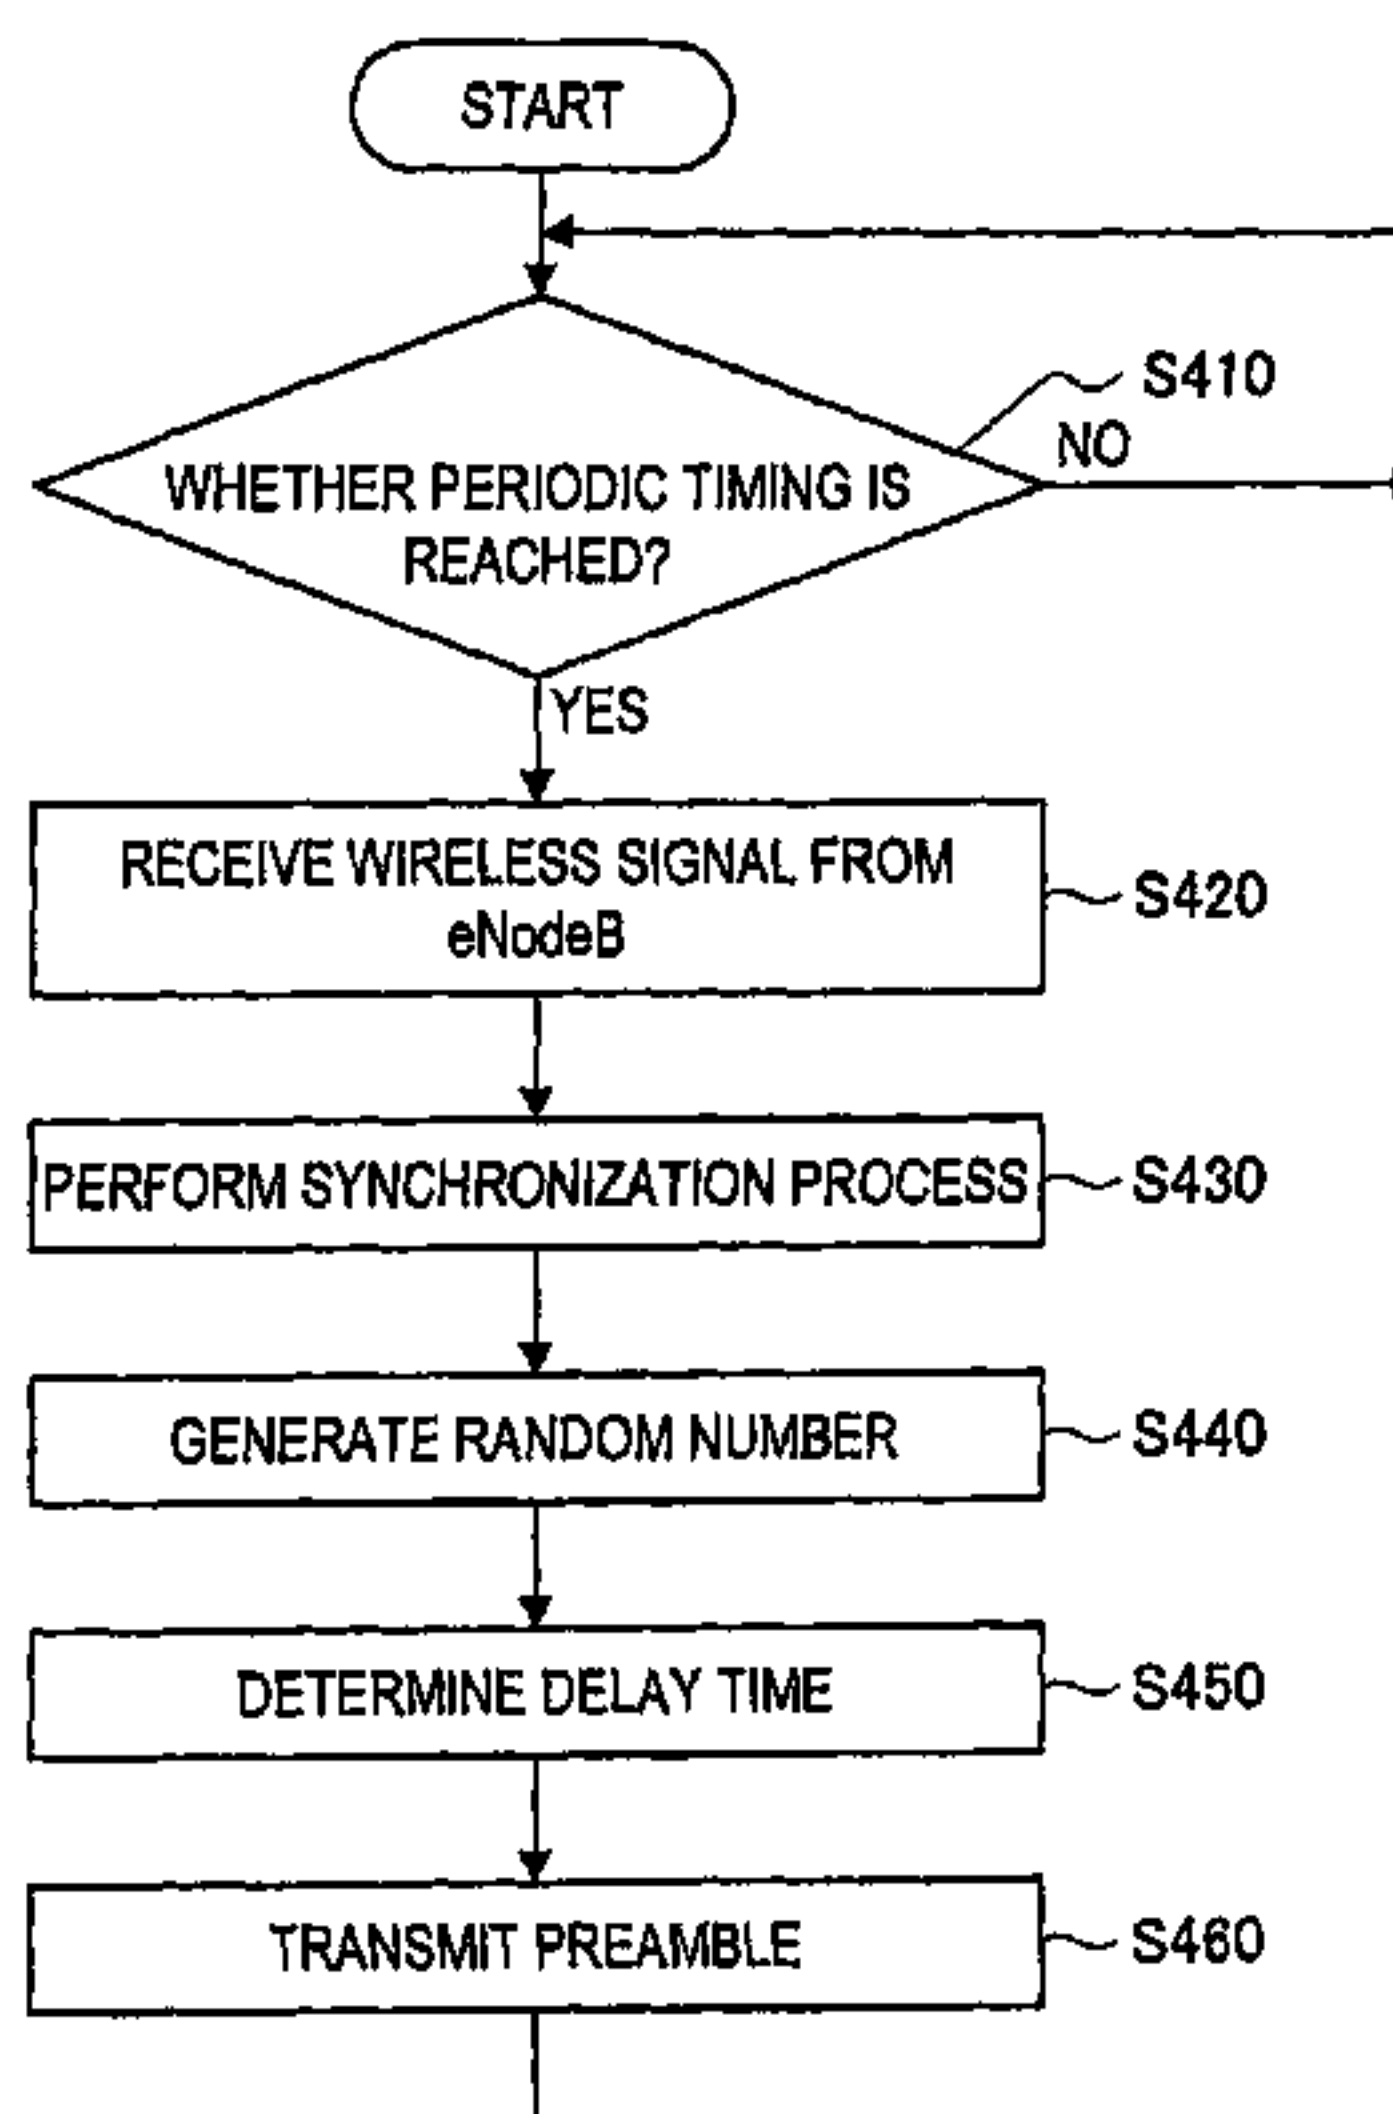 START
S410
NO
WHETHER PERIODIC TIMING IS
REACHED?
YES
RECEIVE WIRELESS SIGNAL FROM
eNodeB
S420
PERFORM SYNCHRONIZATION PROCESS
S430
GENERATE RANDOM NUMBER
S440
DETERMINE DELAY TIME
S450
TRANSMIT PREAMBLE
S460